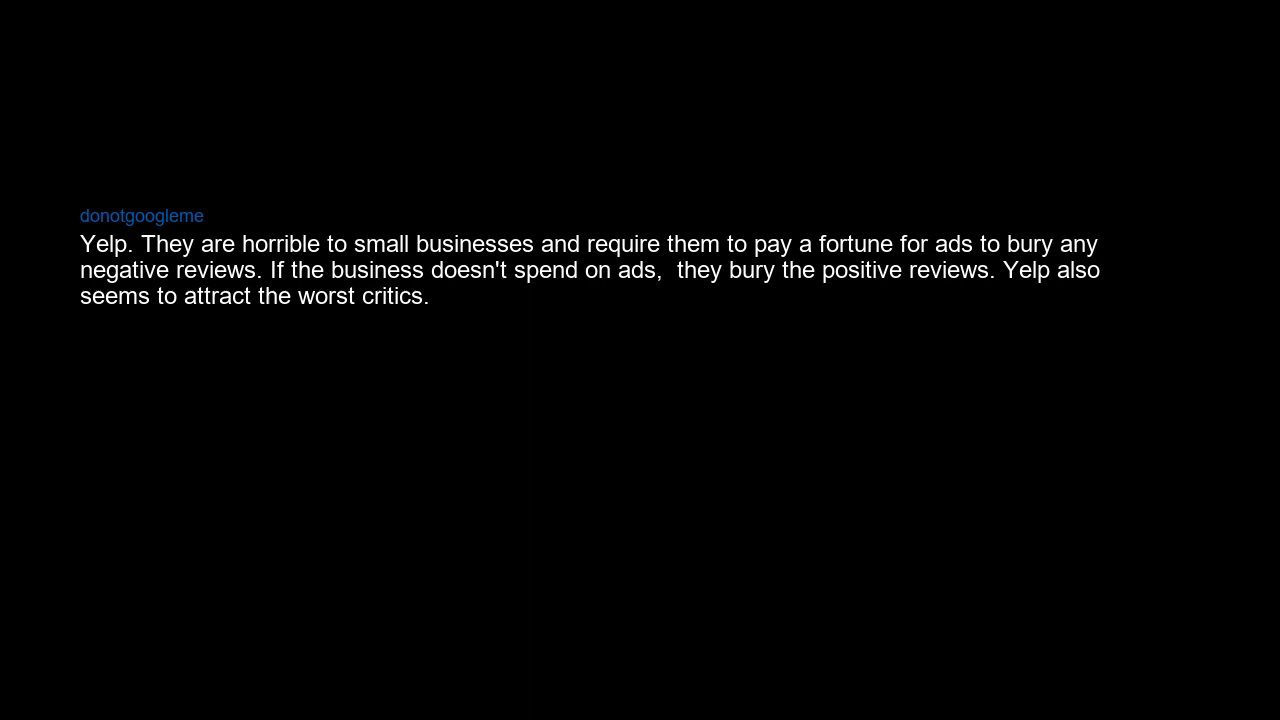 donotgoogleme
Yelp. They are horrible to small businesses and require them to pay a fortune for ads to bury any
negative reviews. If the business doesn't spend on ads,  they bury the positive reviews. Yelp also
seems to attract the worst critics.